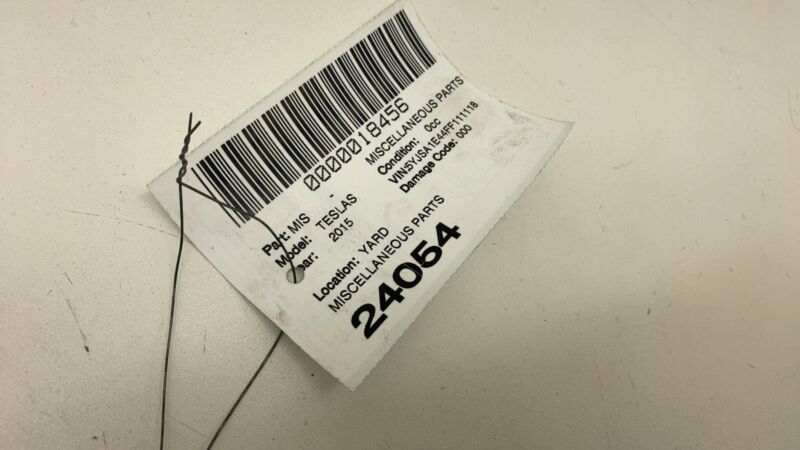 0000018456
Part: MIS - MISCELLANEOUS PARTS
Model: TESLAS Condition: 0cc
ear: 2015 VIN:5YJSA1E44FF111118
Damage Code: 000
Location: YARD
MISCELLANEOUS PARTS
24054